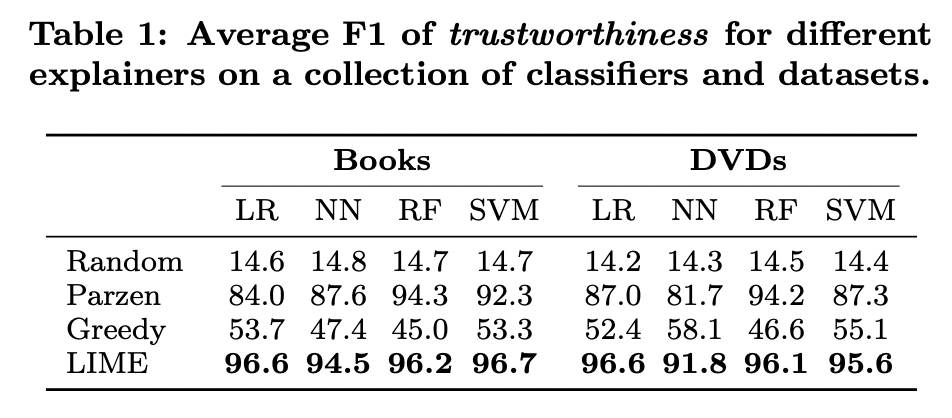 Table 1: Average F1 of trustworthiness for different
explainers on a collection of classifiers and datasets.
Books DVDs
LR NN RF SVM LR NN RF SVM
Random 14.6 14.8 14.7 14.7 14.2 14.3 14.5 14.4
Parzen 84.0 87.6 94.3 92.3 87.0 81.7 94.2 87.3
Greedy 53.7 47.4 45.0 53.3 52.4 58.1 46.6 55.1
LIME 96.6 94.5 96.2 96.7 96.6 91.8 96.1 95.6